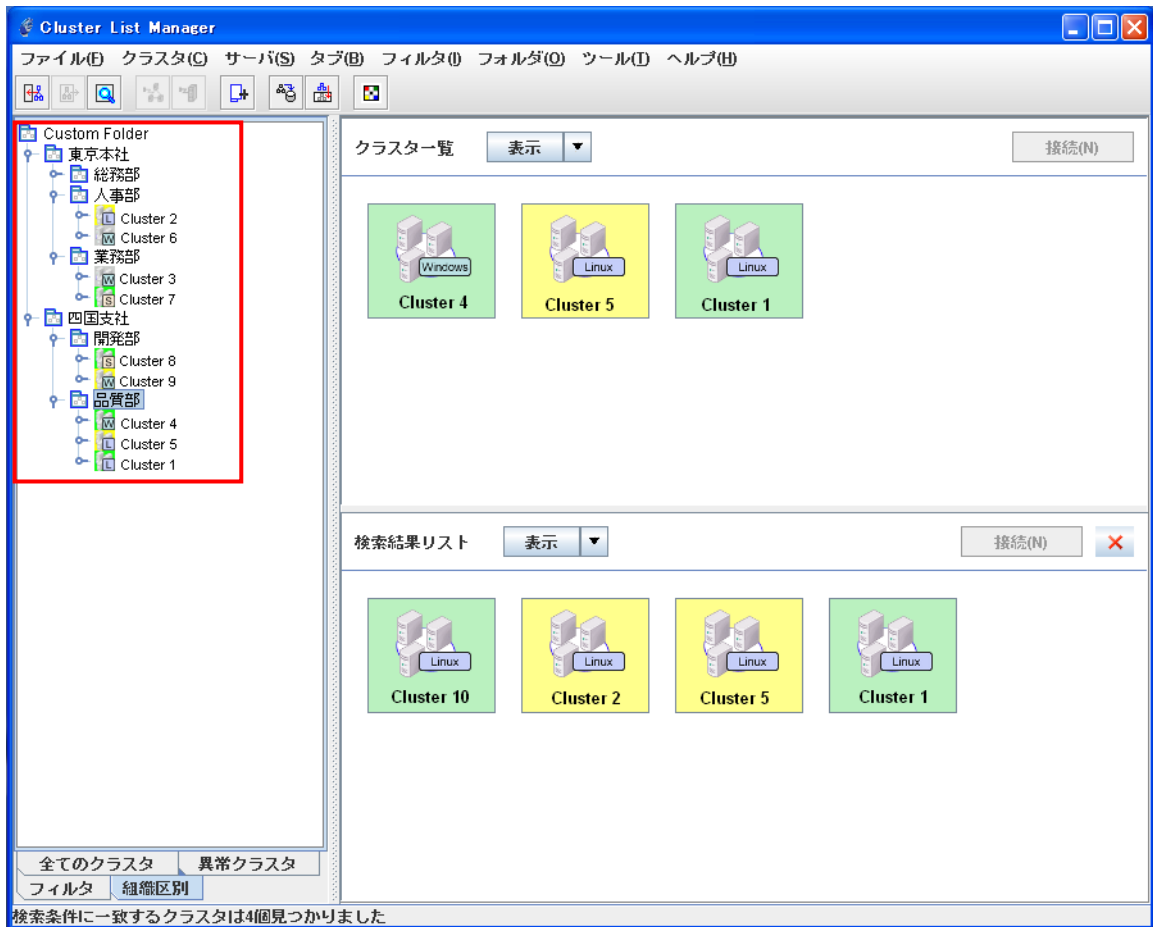 Cluster List Manager
ファイル(F) クラスタ(C) サーバ(S) タブ(B) フィルタ(I) フォルダ(O) ツール(T) ヘルプ(H)
Custom Folder
東京本社
総務部
人事部
L Cluster 2
W Cluster 6
業務部
W Cluster 3
S Cluster 7
四国支社
開発部
S Cluster 8
W Cluster 9
品質部
W Cluster 4
L Cluster 5
L Cluster 1
全てのクラスタ 異常クラスタ
フィルタ 組織区別
クラスター覧 表示 接続(N)
Windows Linux Linux
Cluster 4 Cluster 5 Cluster 1
検索結果リスト 表示 接続(N)
Linux Linux Linux Linux
Cluster 10 Cluster 2 Cluster 5 Cluster 1
検索条件に一致するクラスタは4個見つかりました